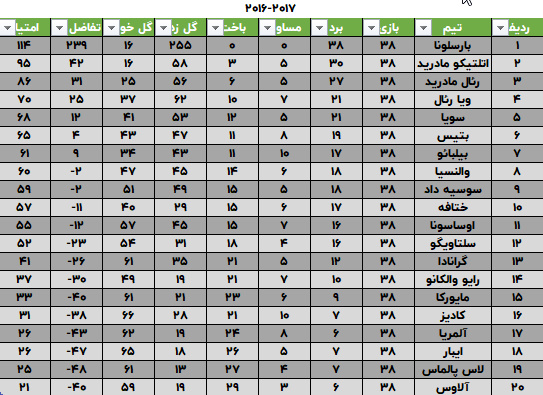 ۲۰۱۶-۲۰۱۷
ردیف تیم بازی برد مساو باخت گل زد گل خو تفاضل امتیا
۱ بارسلونا ۳۸ ۳۸ ۰ ۰ ۲۵۵ ۱۶ ۲۳۹ ۱۱۴
۲ اتلتیکو مادرید ۳۸ ۳۰ ۵ ۳ ۵۸ ۱۶ ۴۲ ۹۵
۳ رئال مادرید ۳۸ ۲۷ ۵ ۶ ۵۶ ۲۵ ۳۱ ۸۶
۴ ویا رئال ۳۸ ۲۱ ۷ ۱۰ ۶۲ ۳۷ ۲۵ ۷۰
۵ سویا ۳۸ ۲۱ ۵ ۱۲ ۵۳ ۴۱ ۱۲ ۶۸
۶ بتیس ۳۸ ۱۹ ۸ ۱۱ ۴۷ ۴۳ ۴ ۶۵
۷ بیلبائو ۳۸ ۱۷ ۱۰ ۱۱ ۴۳ ۳۴ ۹ ۶۱
۸ والنسیا ۳۸ ۱۸ ۶ ۱۴ ۴۵ ۴۷ -۲ ۶۰
۹ سوسیه داد ۳۸ ۱۸ ۵ ۱۵ ۴۹ ۵۱ -۲ ۵۹
۱۰ ختافه ۳۸ ۱۷ ۶ ۱۵ ۲۹ ۴۰ -۱۱ ۵۷
۱۱ اوساسونا ۳۸ ۱۶ ۷ ۱۵ ۴۵ ۵۷ -۱۲ ۵۵
۱۲ سلتاویگو ۳۸ ۱۶ ۴ ۱۸ ۳۱ ۵۴ -۲۳ ۵۲
۱۳ گرانادا ۳۸ ۱۲ ۵ ۲۱ ۳۵ ۶۱ -۲۶ ۴۱
۱۴ رایو والکانو ۳۸ ۱۰ ۷ ۲۱ ۱۹ ۴۹ -۳۰ ۳۷
۱۵ مایورکا ۳۸ ۹ ۶ ۲۳ ۲۱ ۶۱ -۴۰ ۳۳
۱۶ کادیز ۳۸ ۷ ۱۰ ۲۱ ۲۸ ۶۶ -۳۸ ۳۱
۱۷ آلمریا ۳۸ ۶ ۸ ۲۴ ۱۹ ۶۲ -۴۳ ۲۶
۱۸ ایبار ۳۸ ۷ ۵ ۲۶ ۱۸ ۶۵ -۴۷ ۲۶
۱۹ لاس پالماس ۳۸ ۷ ۴ ۲۷ ۱۳ ۶۱ -۴۸ ۲۵
۲۰ آلاوس ۳۸ ۶ ۳ ۲۹ ۱۹ ۵۹ -۴۰ ۲۱